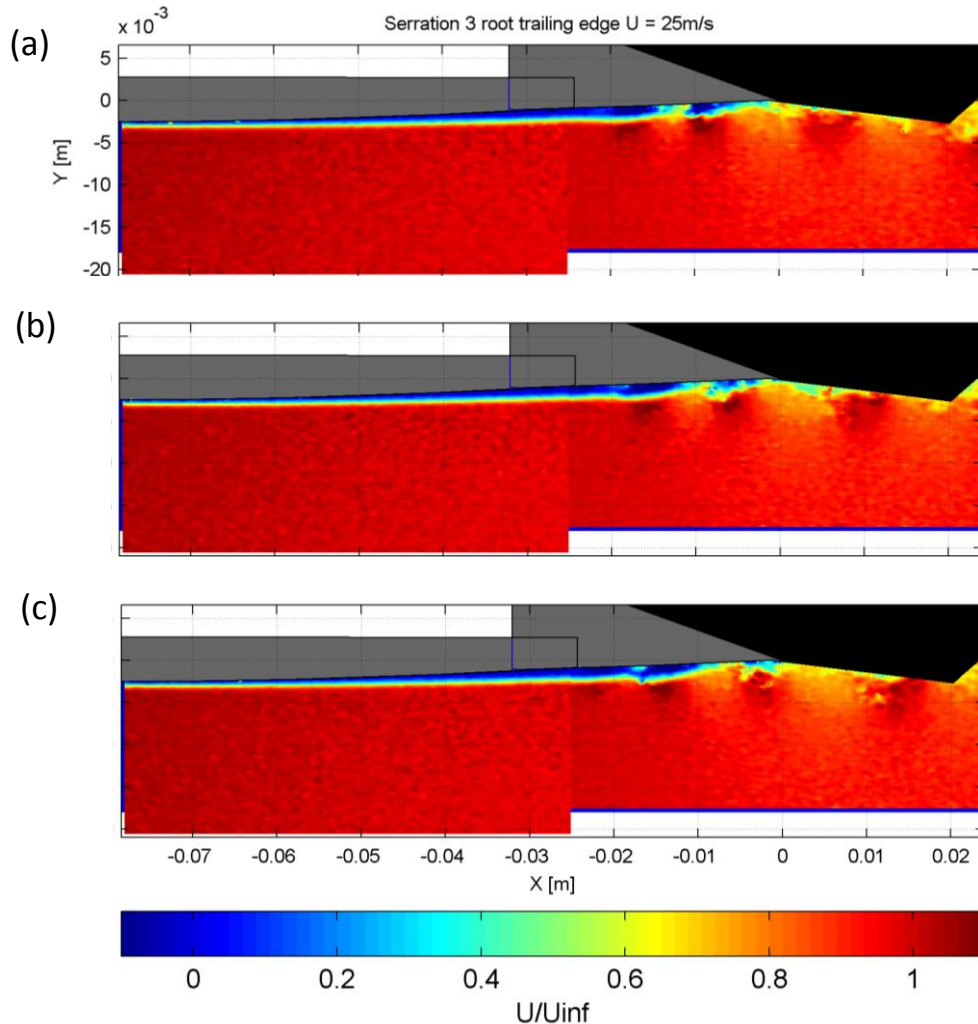 (a)
x 10⁻³
Serration 3 root trailing edge U = 25m/s
5
0
-5
-10
-15
-20
Y [m]
(b)
(c)
-0.07 -0.06 -0.05 -0.04 -0.03 -0.02 -0.01 0 0.01 0.02
X [m]
0 0.2 0.4 0.6 0.8 1
U/Uinf